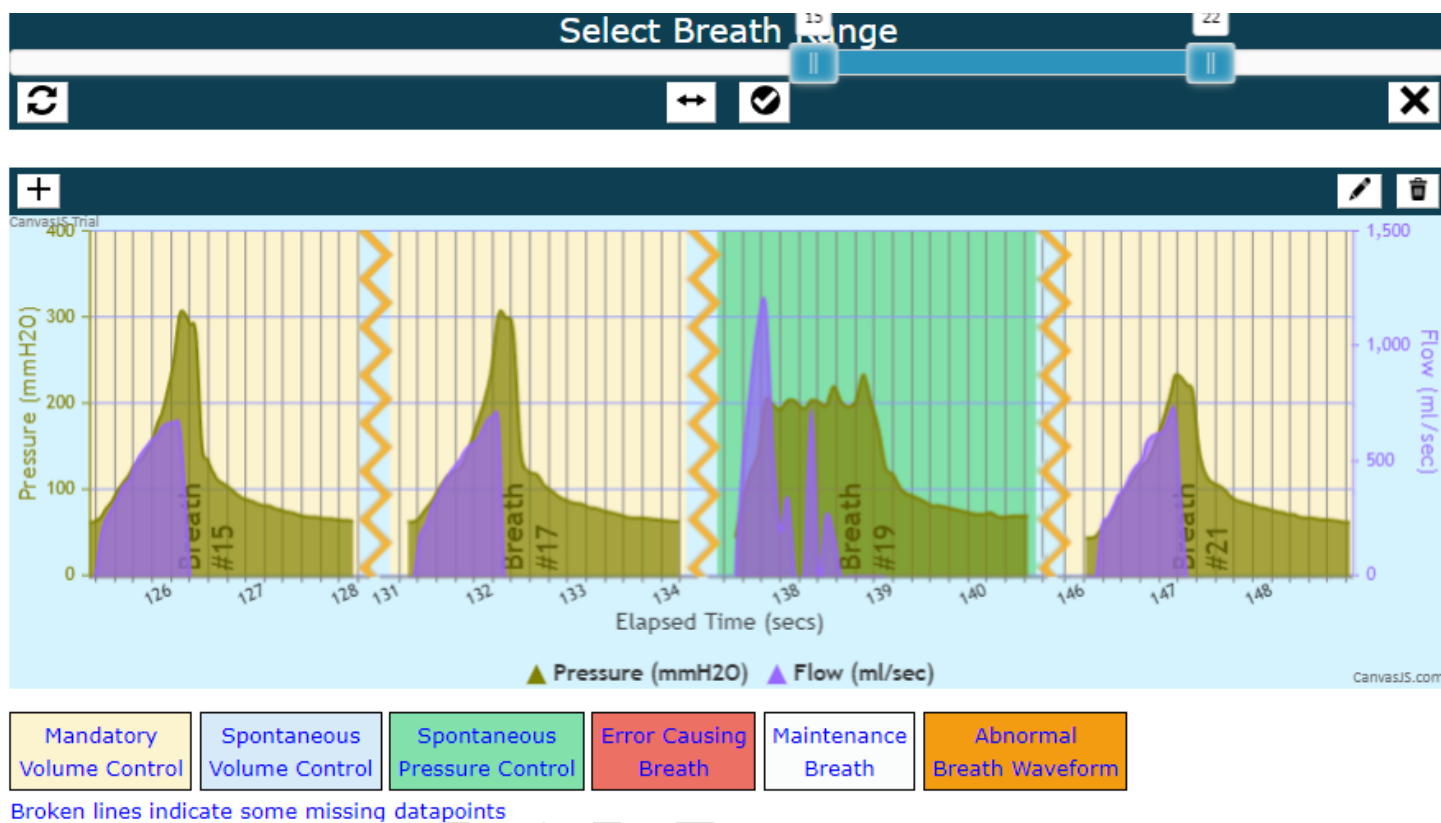 15
22
Select Breath Range
CanvasJS Trial
400
300
200
100
0
Pressure (mmH2O)
1,500
1,000
500
0
Flow (ml/sec)
Breath
#15
Breath
#17
Breath
#19
Breath
#21
126 127 128 131 132 133 134 138 139 140 146 147 148
Elapsed Time (secs)
Pressure (mmH2O) Flow (ml/sec)
CanvasJS.com
Mandatory
Volume Control
Spontaneous
Volume Control
Spontaneous
Pressure Control
Error Causing
Breath
Maintenance
Breath
Abnormal
Breath Waveform
Broken lines indicate some missing datapoints